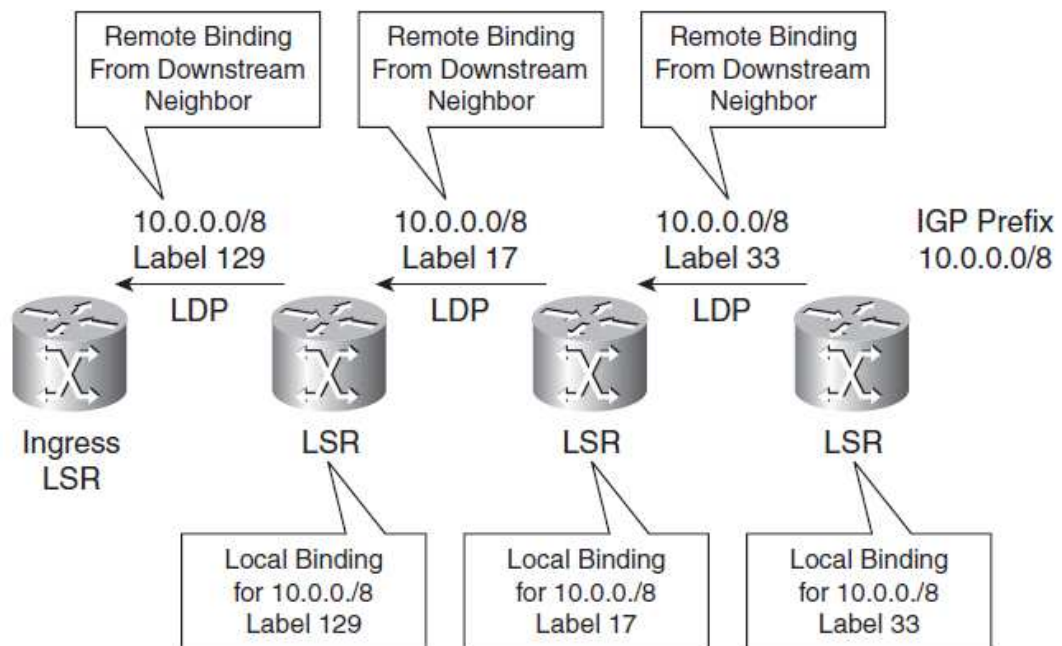 Remote Binding
From Downstream
Neighbor
Remote Binding
From Downstream
Neighbor
Remote Binding
From Downstream
Neighbor
10.0.0.0/8
Label 129
LDP
10.0.0.0/8
Label 17
LDP
10.0.0.0/8
Label 33
LDP
IGP Prefix
10.0.0.0/8
Ingress
LSR
LSR
LSR
LSR
Local Binding
for 10.0.0./8
Label 129
Local Binding
for 10.0.0./8
Label 17
Local Binding
for 10.0.0./8
Label 33